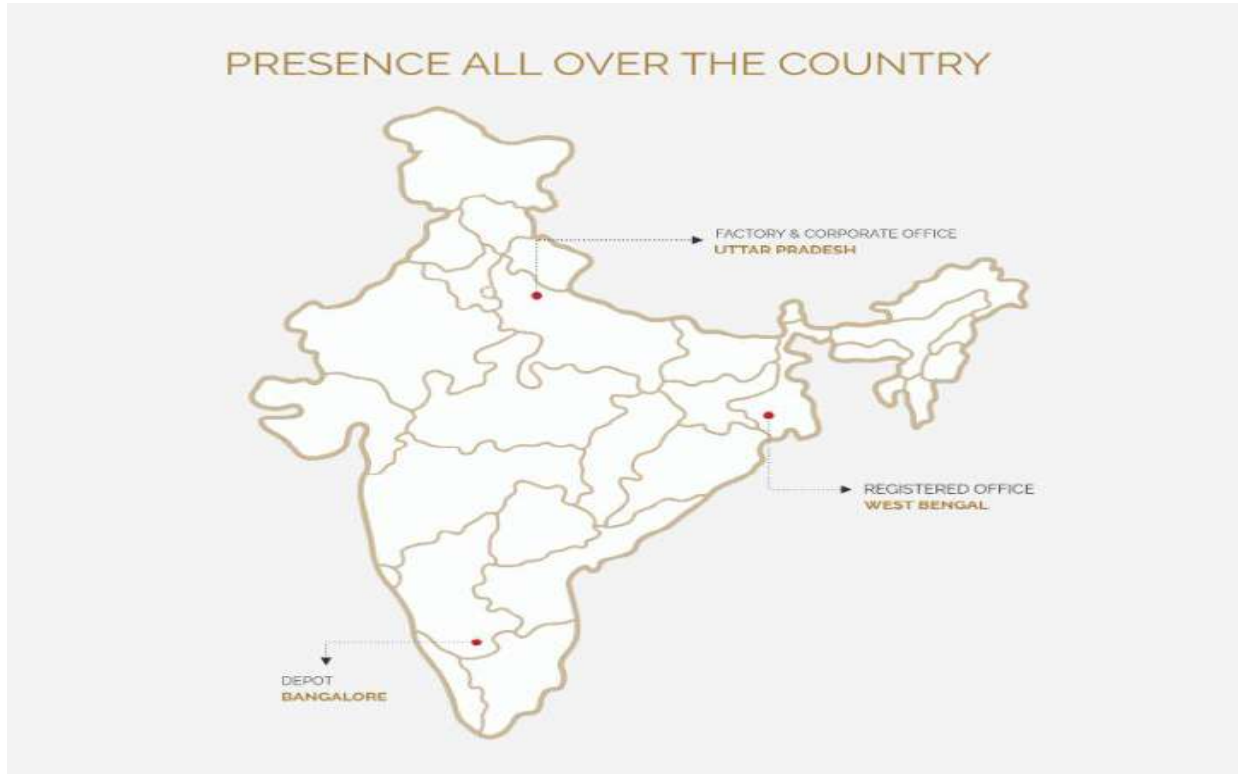 PRESENCE ALL OVER THE COUNTRY
FACTORY & CORPORATE OFFICE
UTTAR PRADESH
REGISTERED OFFICE
WEST BENGAL
DEPOT
BANGALORE